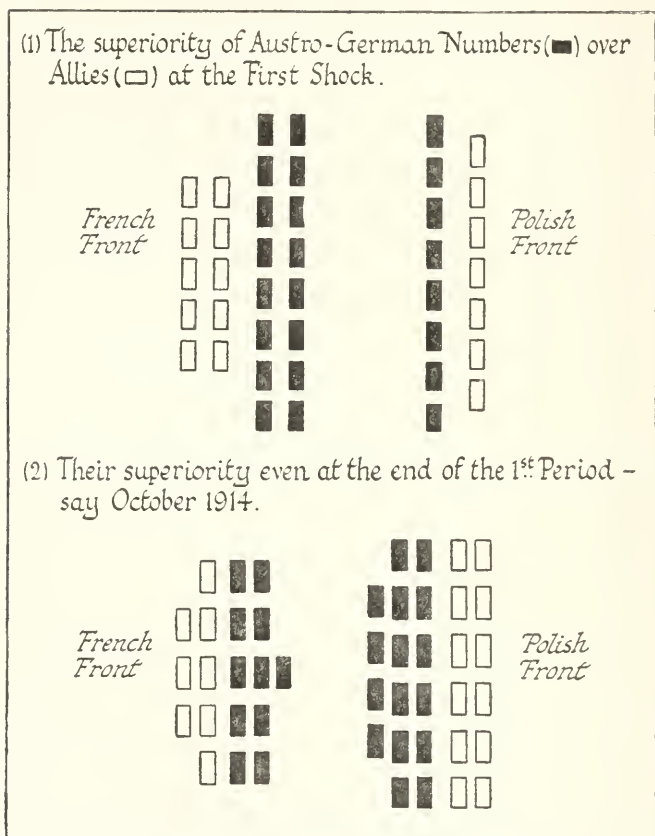 (1) The superiority of Austro-German Numbers(▬) over
Allies (▭) at the First Shock.
French
Front
Polish
Front
(2) Their superiority even at the end of the 1st Period –
say October 1914.
French
Front
Polish
Front